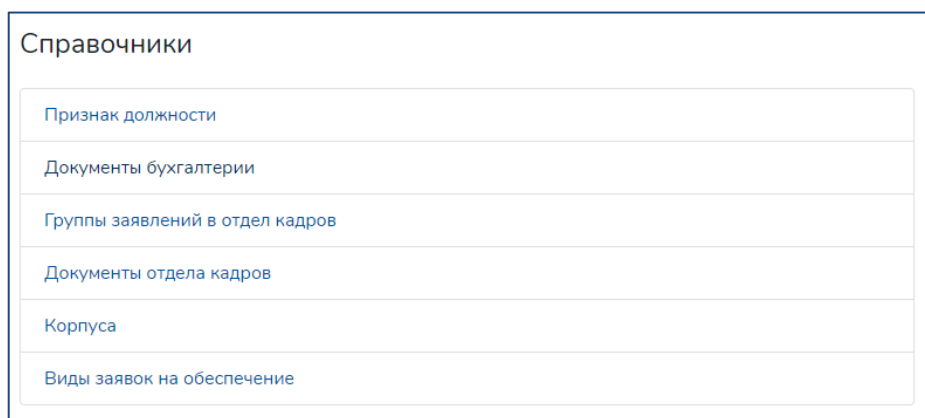 Справочники
Признак должности
Документы бухгалтерии
Группы заявлений в отдел кадров
Документы отдела кадров
Корпуса
Виды заявок на обеспечение